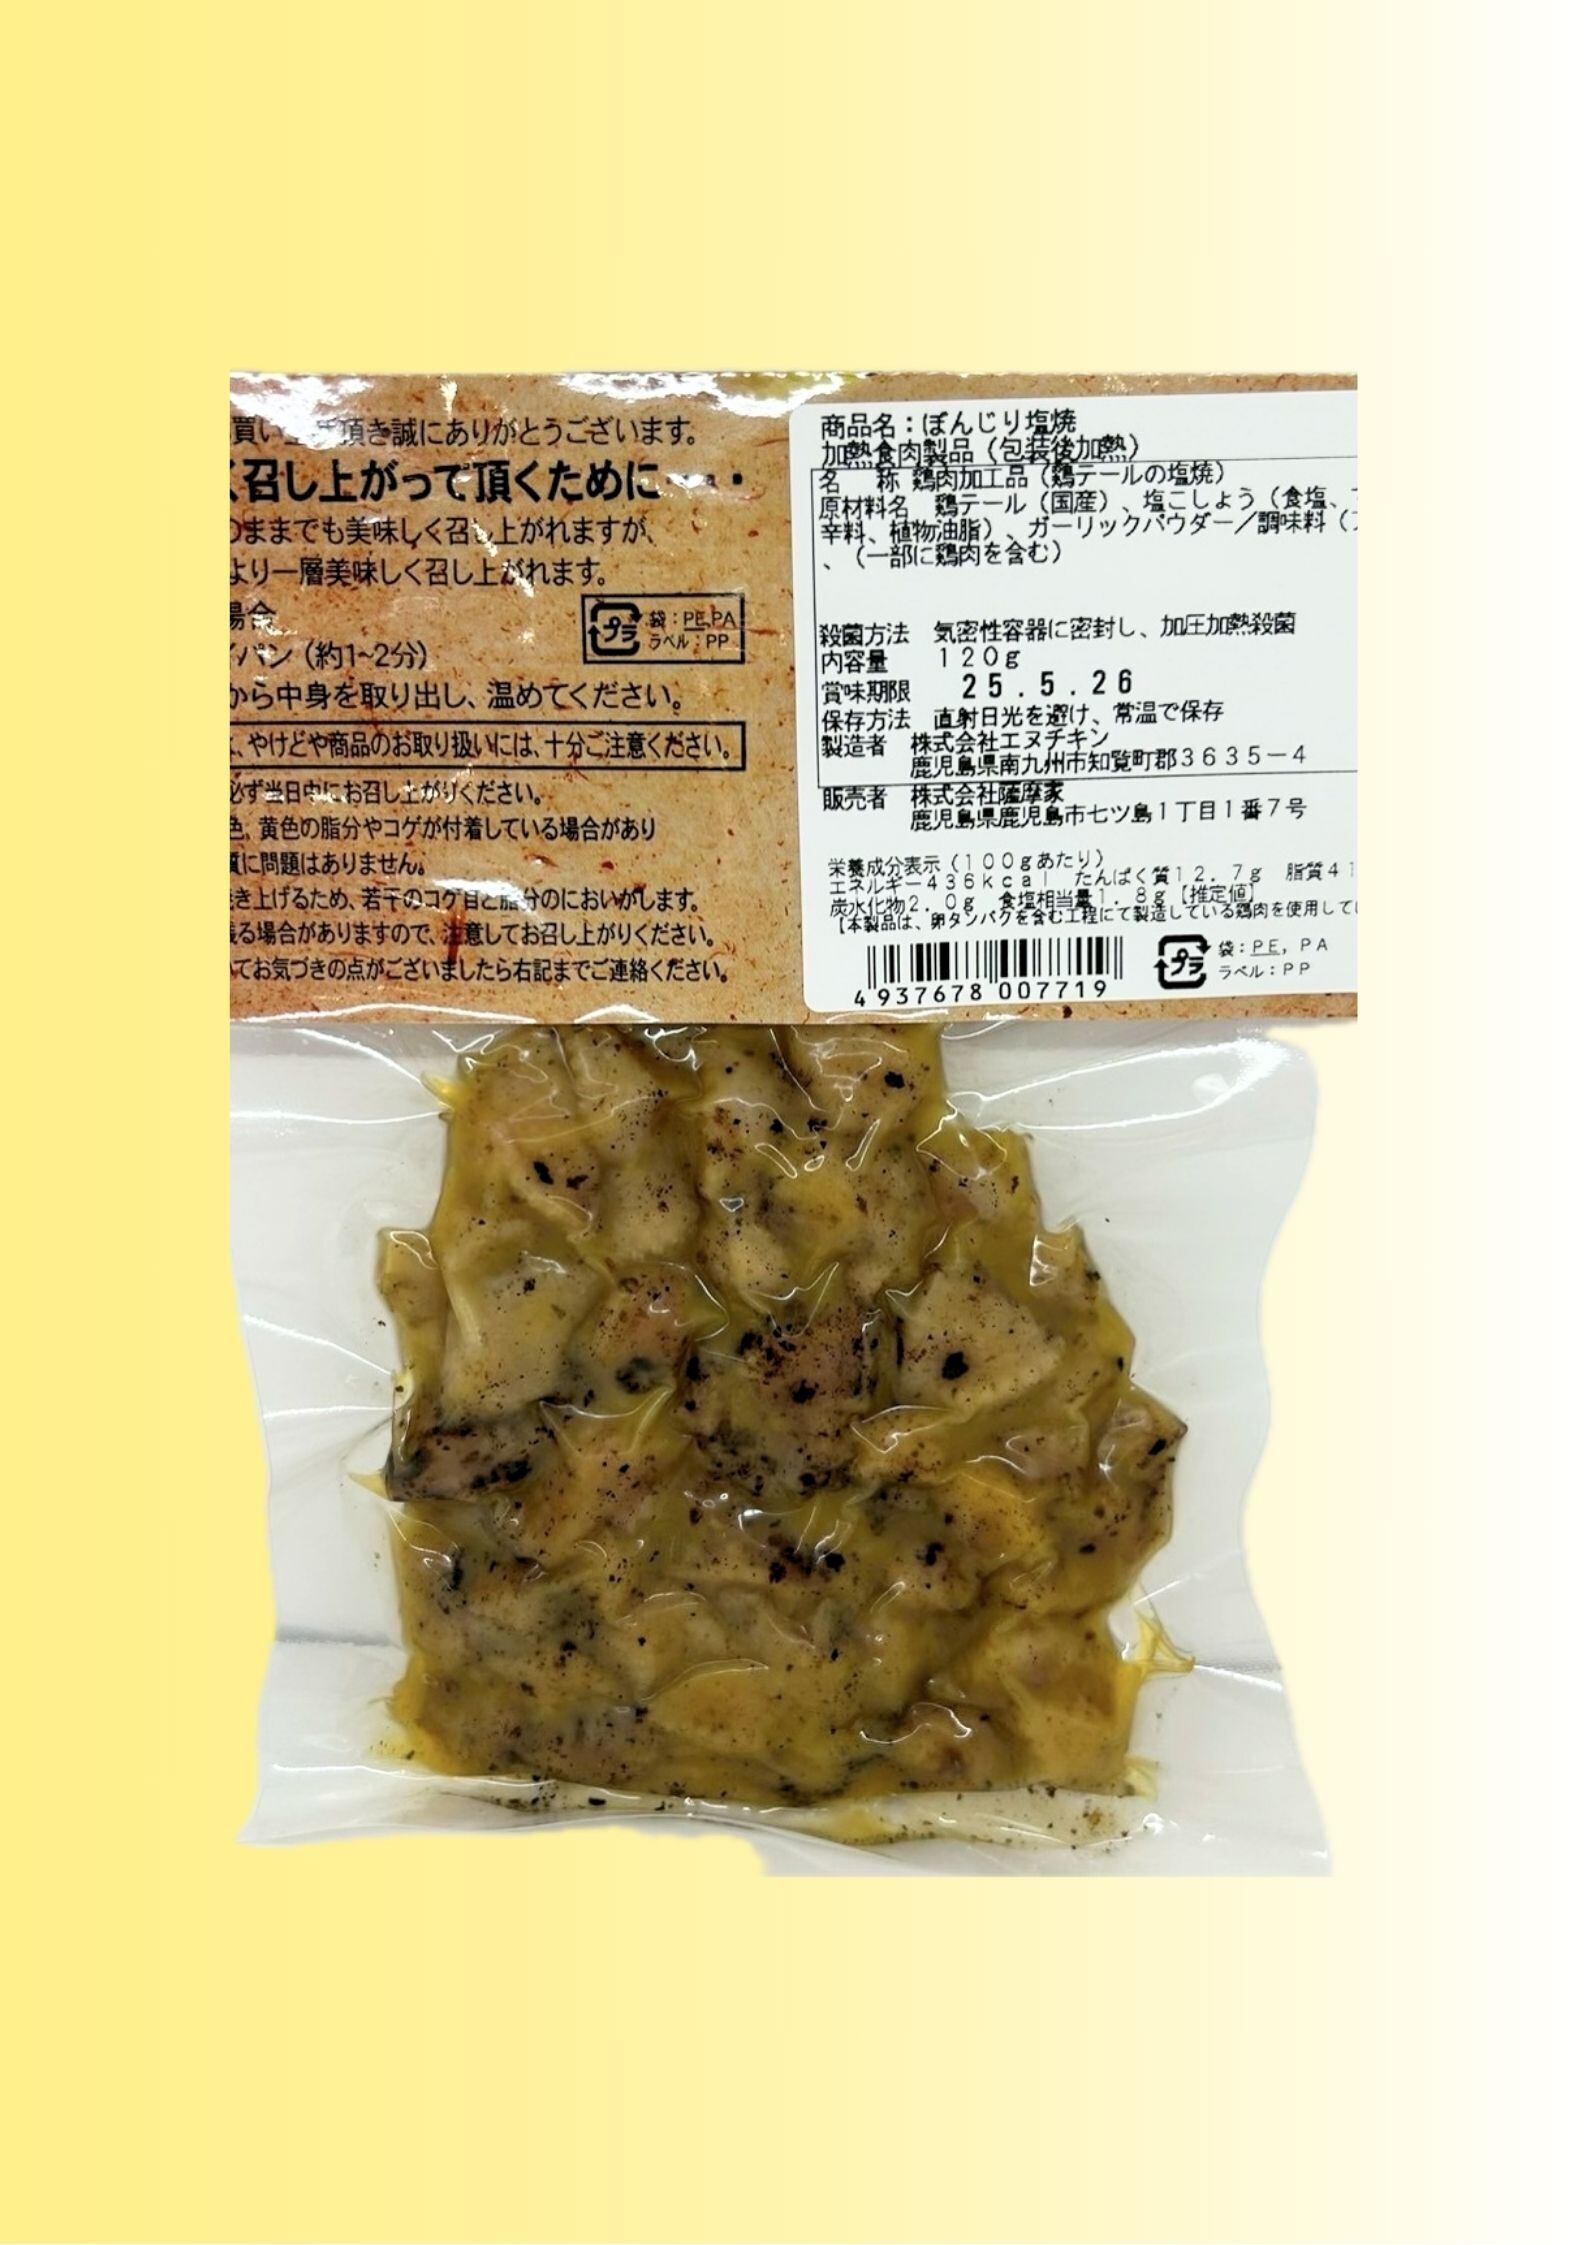 頂き誠にありがとうございます。
召し上がって頂くために・・・
ままでも美味しく召し上がれますが、
より一層美味しく召し上がれます。
場合
パン（約1~2分）
プラ
袋：PE,PA
ラベル：PP
から中身を取り出し、温めてください。
やけどや商品のお取り扱いには、十分ご注意ください。
必ず当日中にお召し上がりください。
色、黄色の脂分やコゲが付着している場合があり
質に問題はありません。
き上げるため、若干のコゲ目と脂分のにおいがします。
る場合がありますので、注意してお召し上がりください。
てお気づきの点がございましたら右記までご連絡ください。
商品名：ぼんじり塩焼
加熱食肉製品（包装後加熱）
名　称 鶏肉加工品（鶏テールの塩焼）
原材料名 鶏テール（国産）、塩こしょう（食塩、
辛料、植物油脂）、ガーリックパウダー／調味料（
、（一部に鶏肉を含む）
殺菌方法 気密性容器に密封し、加圧加熱殺菌
内容量 120g
賞味期限 25.5.26
保存方法 直射日光を避け、常温で保存
製造者 株式会社エヌチキン
鹿児島県南九州市知覧町郡3635－4
販売者 株式会社薩摩家
鹿児島県鹿児島市七ツ島1丁目1番7号
栄養成分表示（100gあたり）
エネルギー436kcal たんぱく質12.7g 脂質41
炭水化物2.0g 食塩相当量1.8g【推定値】
【本製品は、卵タンパクを含む工程にて製造している鶏肉を使用して
4 937678 007719
プラ
袋：PE, PA
ラベル：PP